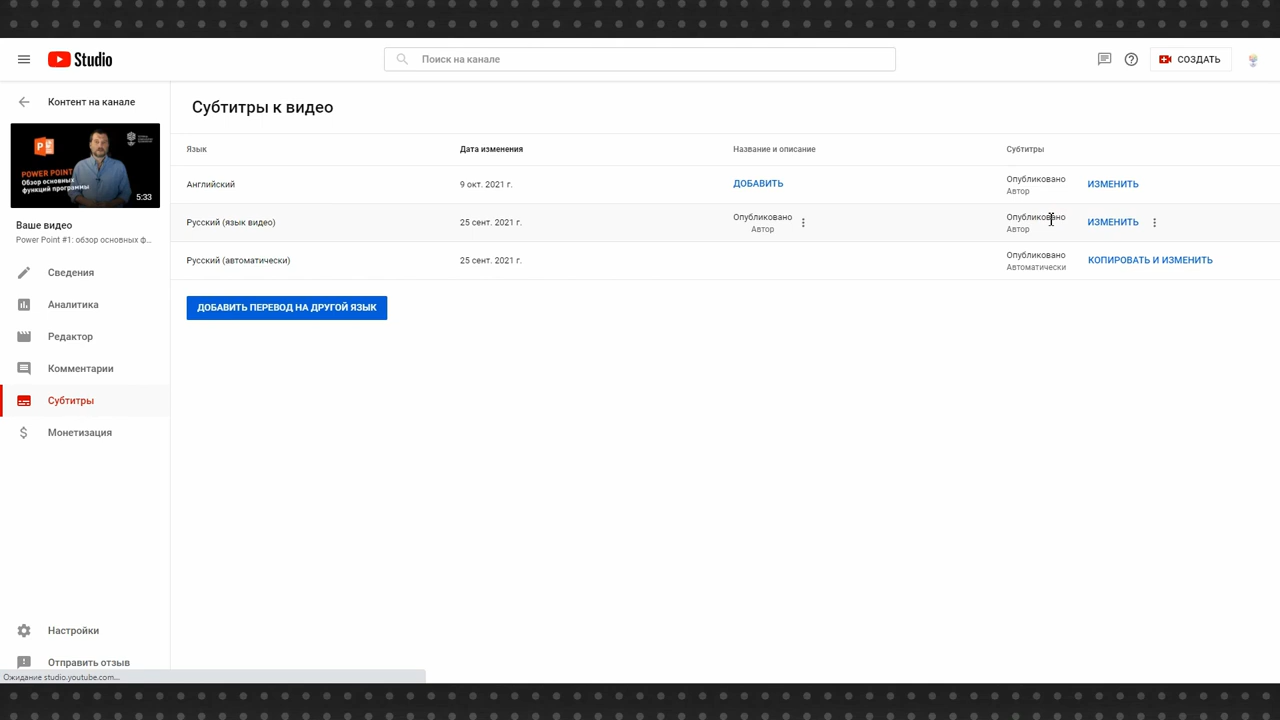 Studio
Поиск на канале
СОЗДАТЬ
Контент на канале
POWER POINT
Обзор основных
функций программы
5:33
Ваше видео
Power Point #1: обзор основных ф...
Сведения
Аналитика
Редактор
Комментарии
Субтитры
Монетизация
Настройки
Отправить отзыв
Субтитры к видео
Язык Дата изменения Название и описание Субтитры
Английский 9 окт. 2021 г. ДОБАВИТЬ Опубликовано ИЗМЕНИТЬ
Автор
Русский (язык видео) 25 сент. 2021 г. Опубликовано Опубликовано ИЗМЕНИТЬ
Автор Автор
Русский (автоматически) 25 сент. 2021 г. Опубликовано КОПИРОВАТЬ И ИЗМЕНИТЬ
Автоматически
ДОБАВИТЬ ПЕРЕВОД НА ДРУГОЙ ЯЗЫК
Ожидание studio.youtube.com...